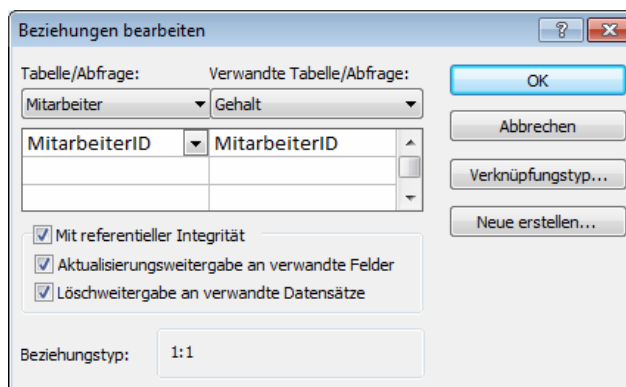 Beziehungen bearbeiten
Tabelle/Abfrage: Verwandte Tabelle/Abfrage:
Mitarbeiter Gehalt
MitarbeiterID MitarbeiterID
Mit referentieller Integrität
Aktualisierungsweitergabe an verwandte Felder
Löschweitergabe an verwandte Datensätze
Beziehungstyp: 1:1
OK
Abbrechen
Verknüpfungstyp...
Neue erstellen...